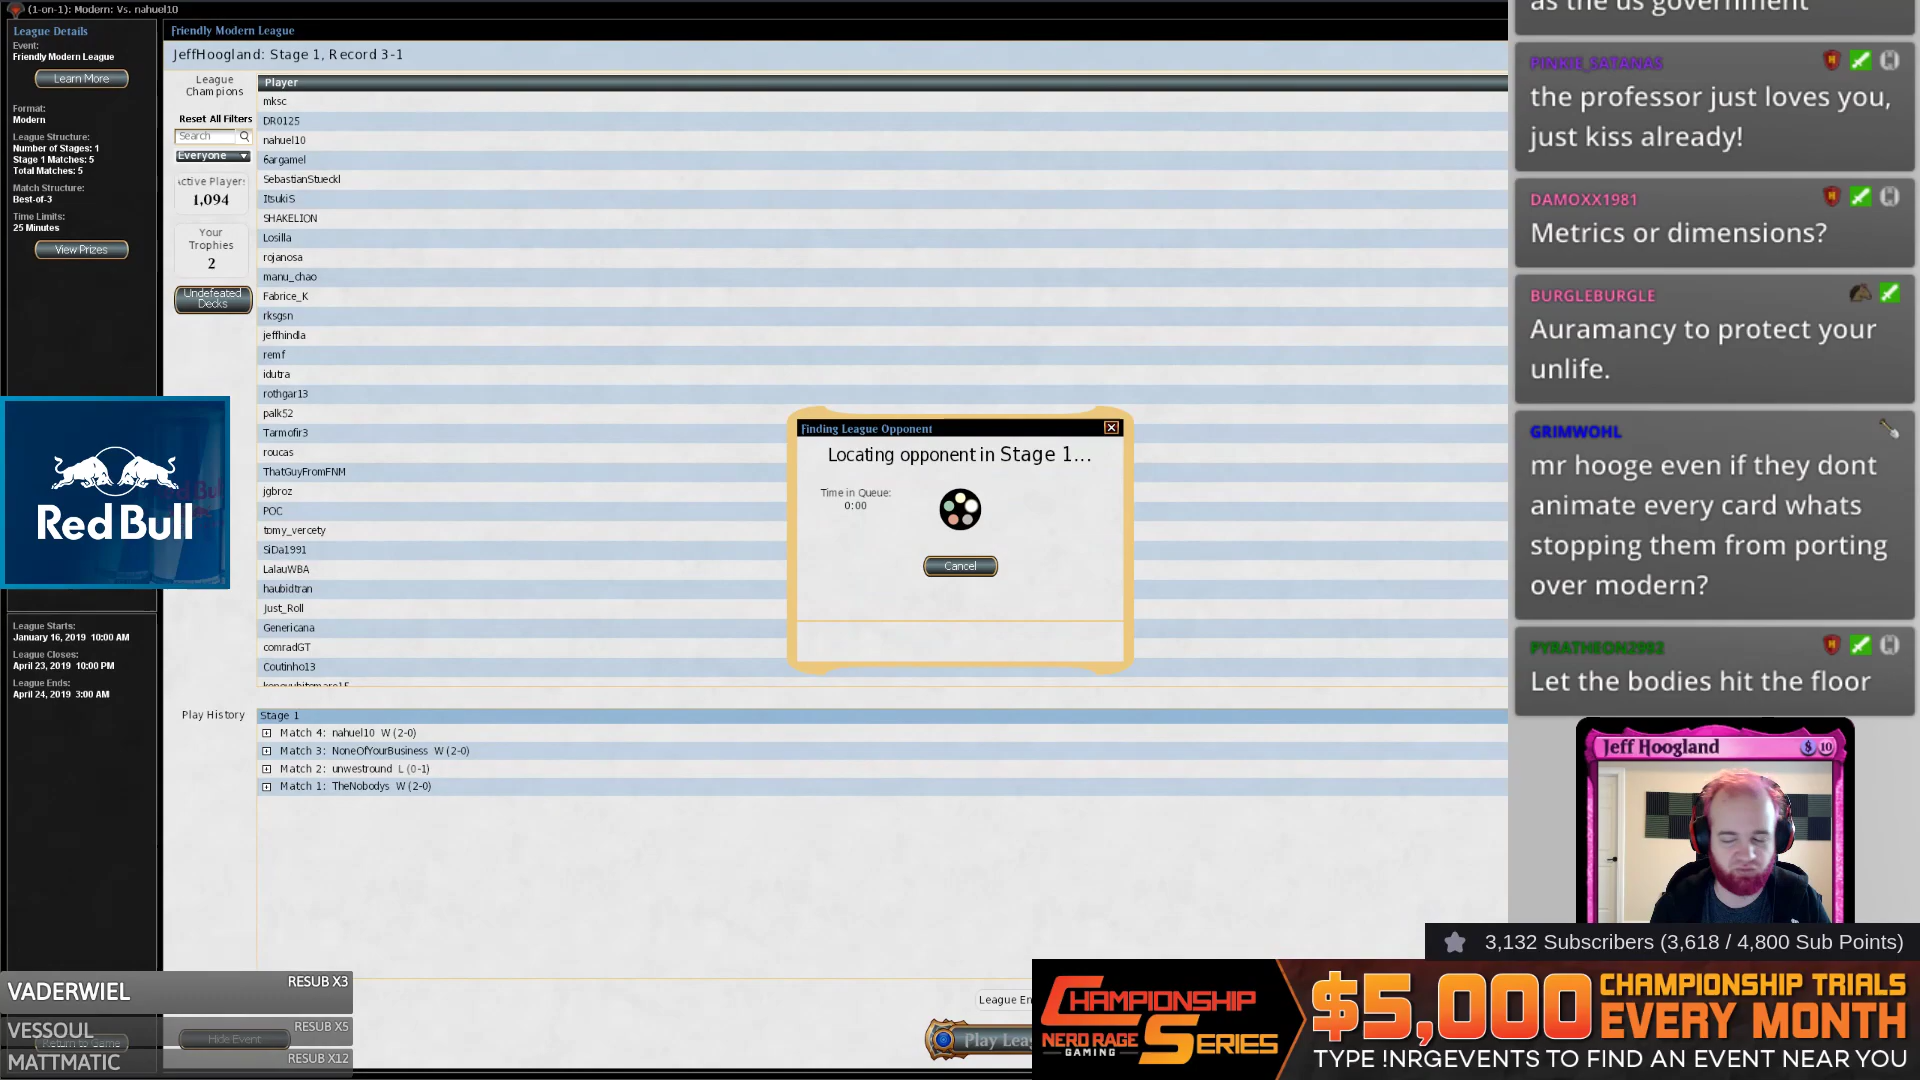 (1-on-1): Modern: Vs. nahuel10
League Details
Event:
Friendly Modern League
Learn More
Format:
Modern
League Structure:
Number of Stages: 1
Stage 1 Matches: 5
Total Matches: 5
Match Structure:
Best-of-3
Time Limits:
25 Minutes
View Prizes
Red Bull
League Starts:
January 16, 2019 10:00 AM
League Closes:
April 23, 2019 10:00 PM
League Ends:
April 24, 2019 3:00 AM
Friendly Modern League
JeffHoogland: Stage 1, Record 3-1
League
Champions
Reset All Filters
Search
Everyone
Active Players
1,094
Your
Trophies
2
Undefeated
Decks
Player
mksc
DR0125
nahuel10
6argamel
SebastianStueckl
ItsukiS
SHAKELION
Losilla
rojanosa
manu_chao
Fabrice_K
rksgsn
jeffhindla
remf
idutra
rothgar13
palk52
Tarmofir3
roucas
ThatGuyFromFNM
jgbroz
POC
tomy_vercety
SiDa1991
LalauWBA
haubidtran
Just_Roll
Genericana
comradGT
Coutinho13
Finding League Opponent
Locating opponent in Stage 1...
Time in Queue:
0:00
Cancel
Play History
Stage 1
Match 4: nahuel10 W (2-0)
Match 3: NoneOfYourBusiness W (2-0)
Match 2: unwestround L (0-1)
Match 1: TheNobodys W (2-0)
League En
Play Leag
VADERWIEL RESUB X3
VESSOUL RESUB X5
Return to Game
Hide Event
MATTMATIC RESUB X12
as the us government
PINKIE_SATANAS
the professor just loves you,
just kiss already!
DAMOXX1981
Metrics or dimensions?
BURGLEBURGLE
Auramancy to protect your
unlife.
GRIMWOHL
mr hooge even if they dont
animate every card whats
stopping them from porting
over modern?
PYRATHEON2982
Let the bodies hit the floor
Jeff Hoogland 10
3,132 Subscribers (3,618 / 4,800 Sub Points)
CHAMPIONSHIP
NERD RAGE
GAMING
SERIES
$5,000 CHAMPIONSHIP TRIALS
EVERY MONTH
TYPE !NRGEVENTS TO FIND AN EVENT NEAR YOU